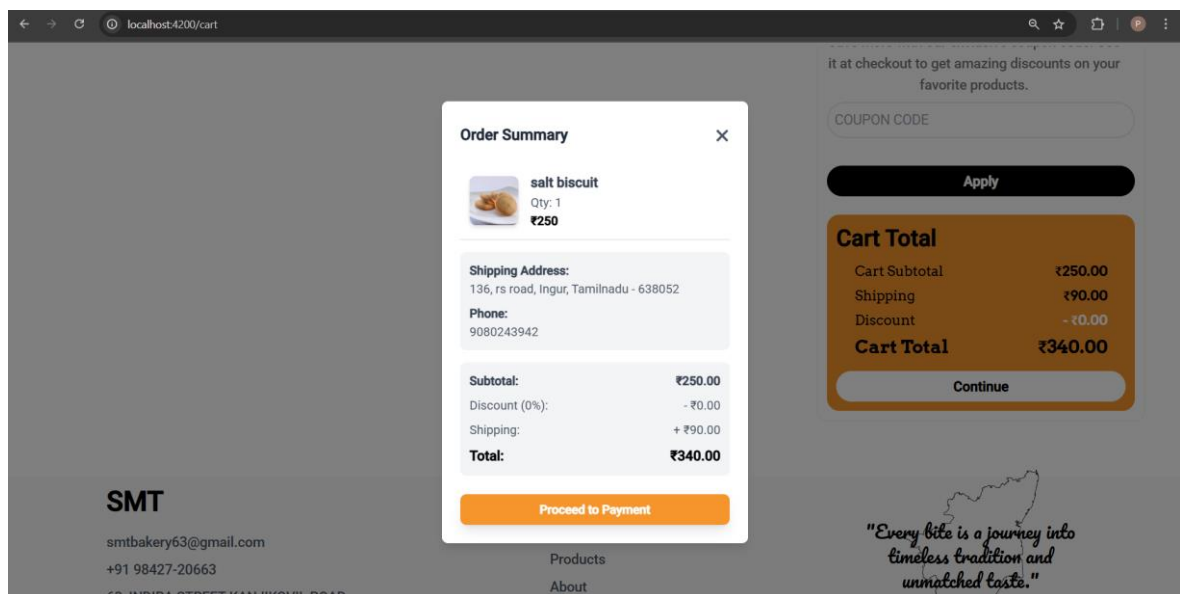 localhost:4200/cart
P
it at checkout to get amazing discounts on your
favorite products.
COUPON CODE
Apply
Order Summary
salt biscuit
Qty: 1
₹250
Shipping Address:
136, rs road, Ingur, Tamilnadu - 638052
Phone:
9080243942
Subtotal: ₹250.00
Discount (0%): - ₹0.00
Shipping: + ₹90.00
Total: ₹340.00
Proceed to Payment
Cart Total
Cart Subtotal ₹250.00
Shipping ₹90.00
Discount - ₹0.00
Cart Total ₹340.00
Continue
SMT
smtbakery63@gmail.com
+91 98427-20663
Products
About
"Every bite is a journey into
timeless tradition and
unmatched taste."